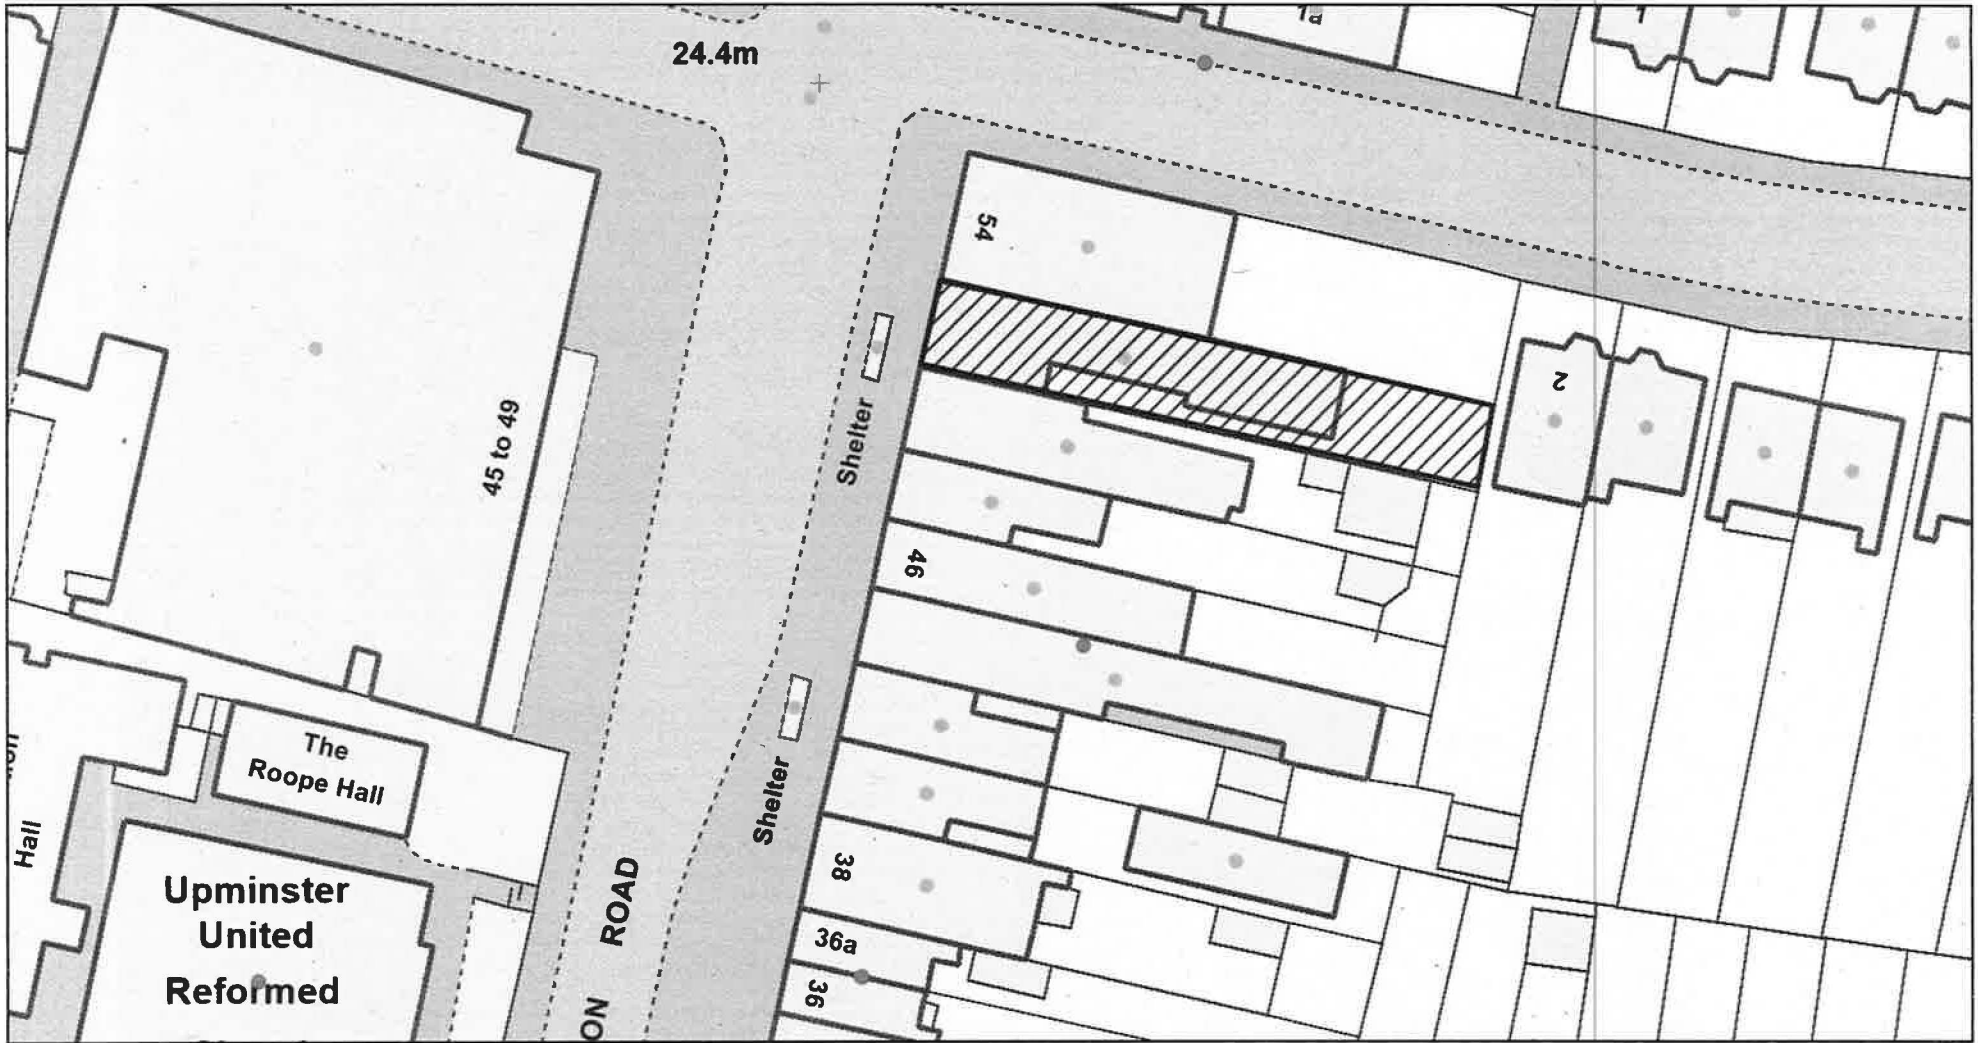 24.4m
1a
1
54
2
45 to 49
Shelter
46
The
Roope Hall
Shelter
38
Hall
Upminster
United
Reformed
ROAD
ON
36a
36